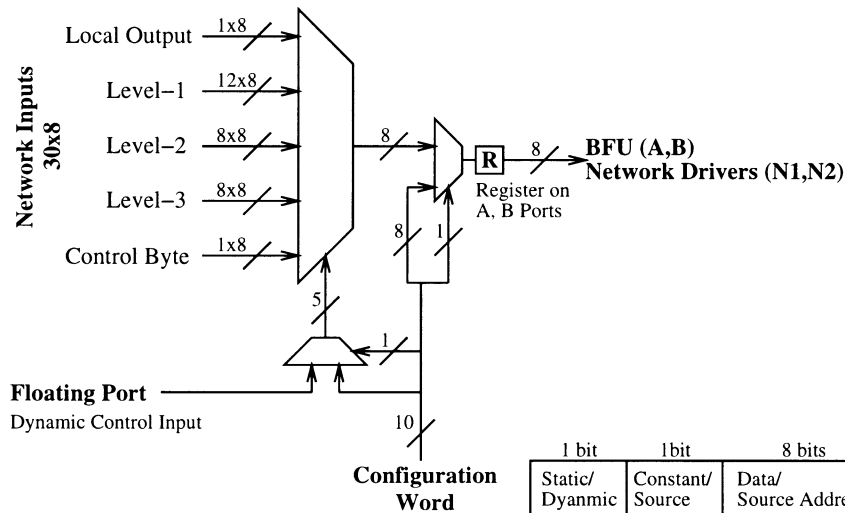 Network Inputs
30x8
Local Output
1x8
Level−1
12x8
Level−2
8x8
Level−3
8x8
Control Byte
1x8
8
8
1
R
8
BFU (A,B)
Network Drivers (N1,N2)
Register on
A, B Ports
5
1
Floating Port
Dynamic Control Input
10
Configuration
Word
1 bit
1bit
8 bits
Static/
Dyanmic
Constant/
Source
Data/
Source Addre